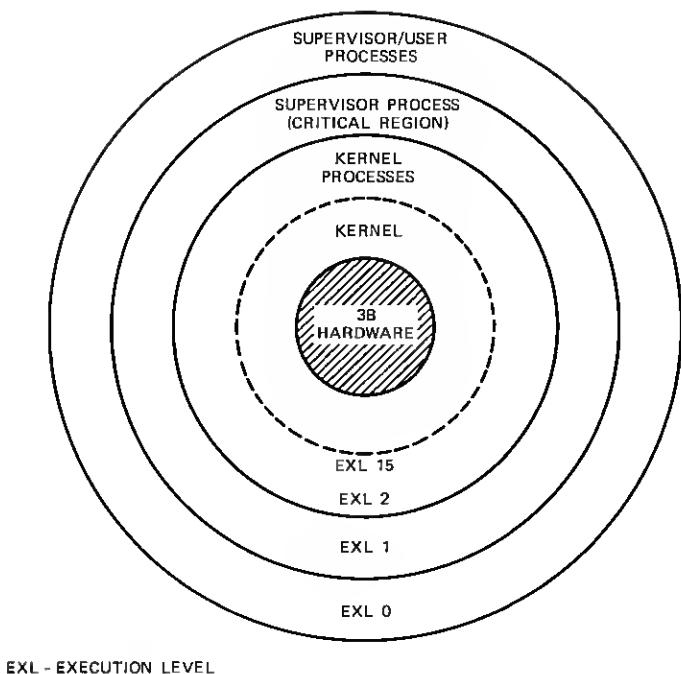 SUPERVISOR/USER
PROCESSES
SUPERVISOR PROCESS
(CRITICAL REGION)
KERNEL
PROCESSES
KERNEL
3B
HARDWARE
EXL 15
EXL 2
EXL 1
EXL 0
EXL - EXECUTION LEVEL